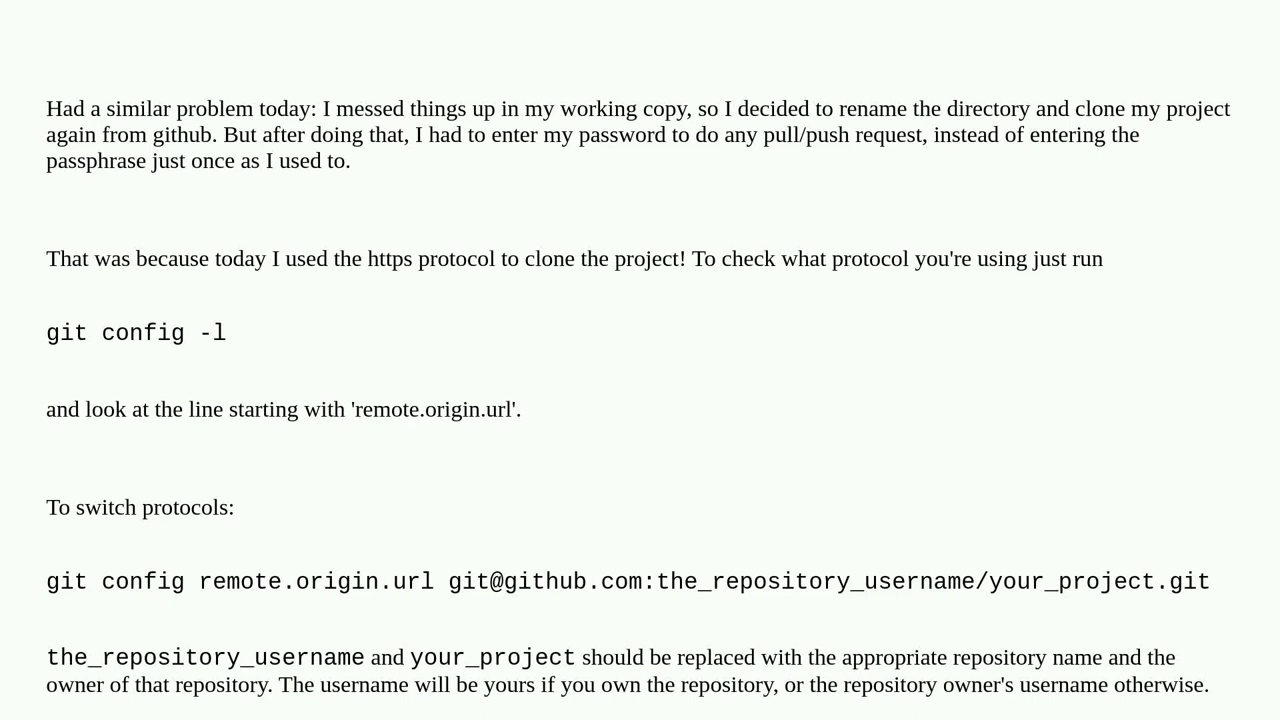 Had a similar problem today: I messed things up in my working copy, so I decided to rename the directory and clone my project
again from github. But after doing that, I had to enter my password to do any pull/push request, instead of entering the
passphrase just once as I used to.
That was because today I used the https protocol to clone the project! To check what protocol you're using just run
git config -l
and look at the line starting with 'remote.origin.url'.
To switch protocols:
git config remote.origin.url git@github.com:the_repository_username/your_project.git
the_repository_username and your_project should be replaced with the appropriate repository name and the
owner of that repository. The username will be yours if you own the repository, or the repository owner's username otherwise.